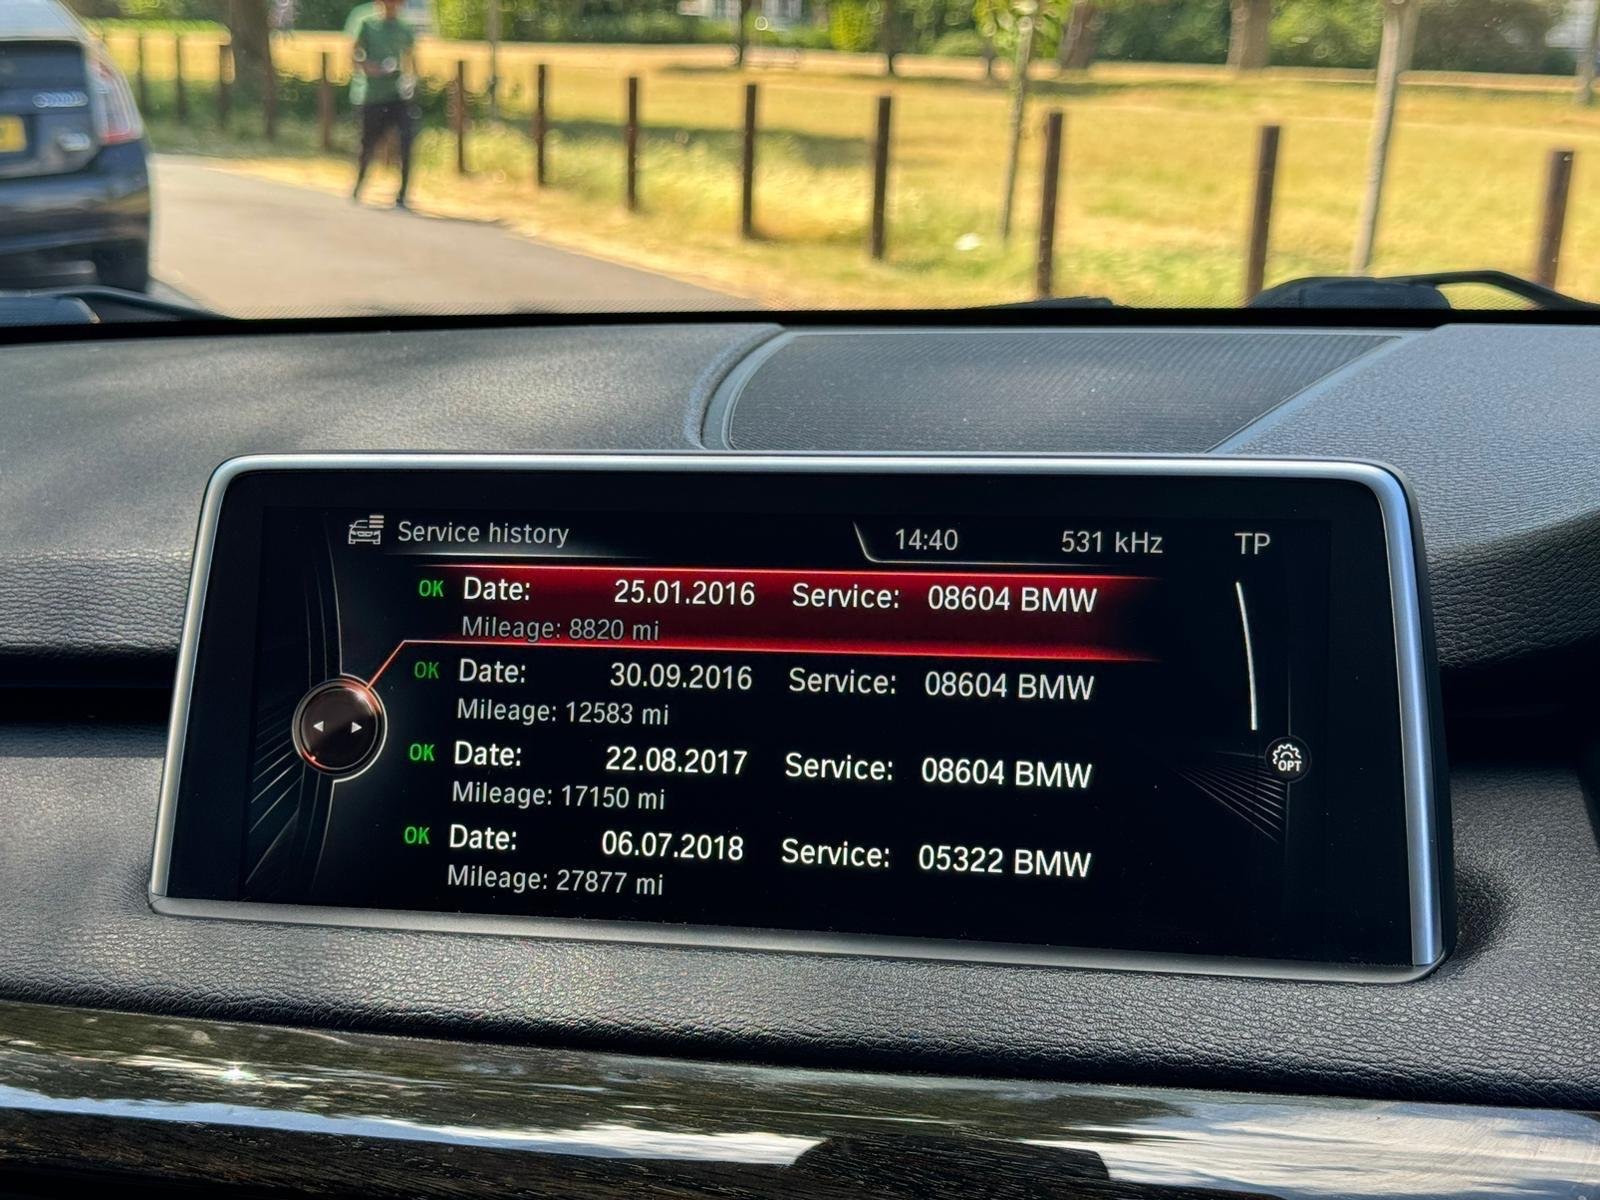 Service history 14:40 531 kHz TP
OK Date: 25.01.2016 Service: 08604 BMW
Mileage: 8820 mi
OK Date: 30.09.2016 Service: 08604 BMW
Mileage: 12583 mi
OK Date: 22.08.2017 Service: 08604 BMW
Mileage: 17150 mi
OK Date: 06.07.2018 Service: 05322 BMW
Mileage: 27877 mi
OPT